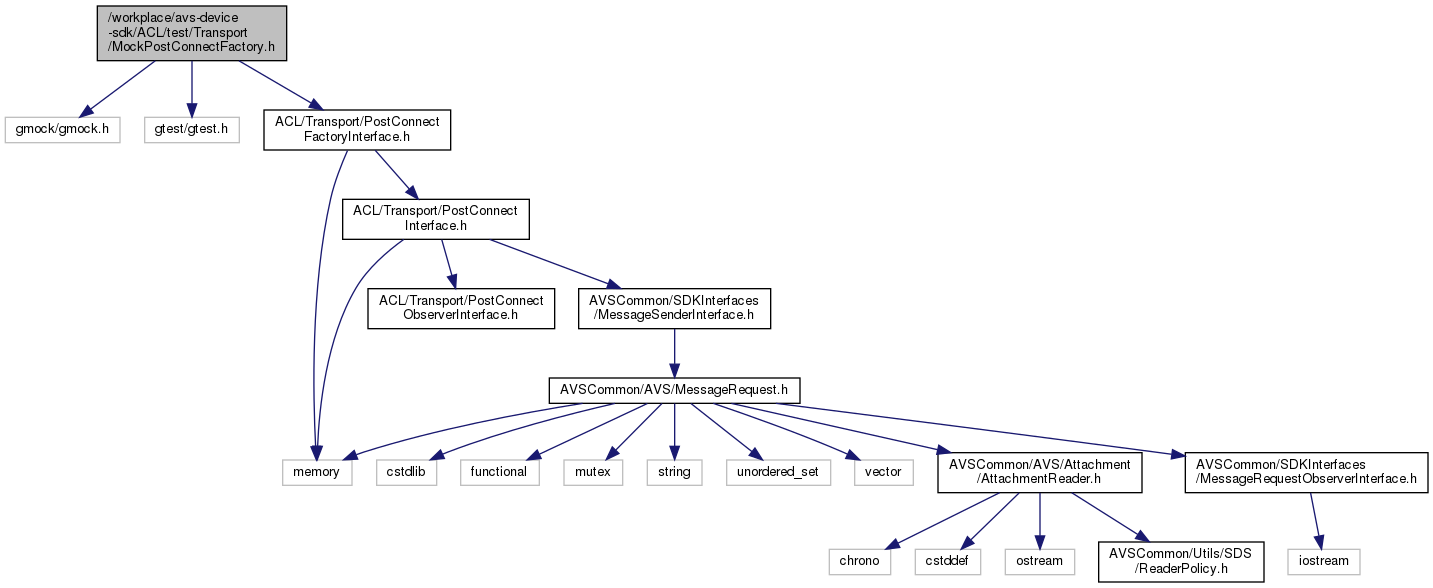 /workplace/avs-device
-sdk/ACL/test/Transport
/MockPostConnectFactory.h
gmock/gmock.h
gtest/gtest.h
ACL/Transport/PostConnect
FactoryInterface.h
ACL/Transport/PostConnect
Interface.h
ACL/Transport/PostConnect
ObserverInterface.h
AVSCommon/SDKInterfaces
/MessageSenderInterface.h
AVSCommon/AVS/MessageRequest.h
memory
cstdlib
functional
mutex
string
unordered_set
vector
AVSCommon/AVS/Attachment
/AttachmentReader.h
AVSCommon/SDKInterfaces
/MessageRequestObserverInterface.h
chrono
cstddef
ostream
AVSCommon/Utils/SDS
/ReaderPolicy.h
iostream